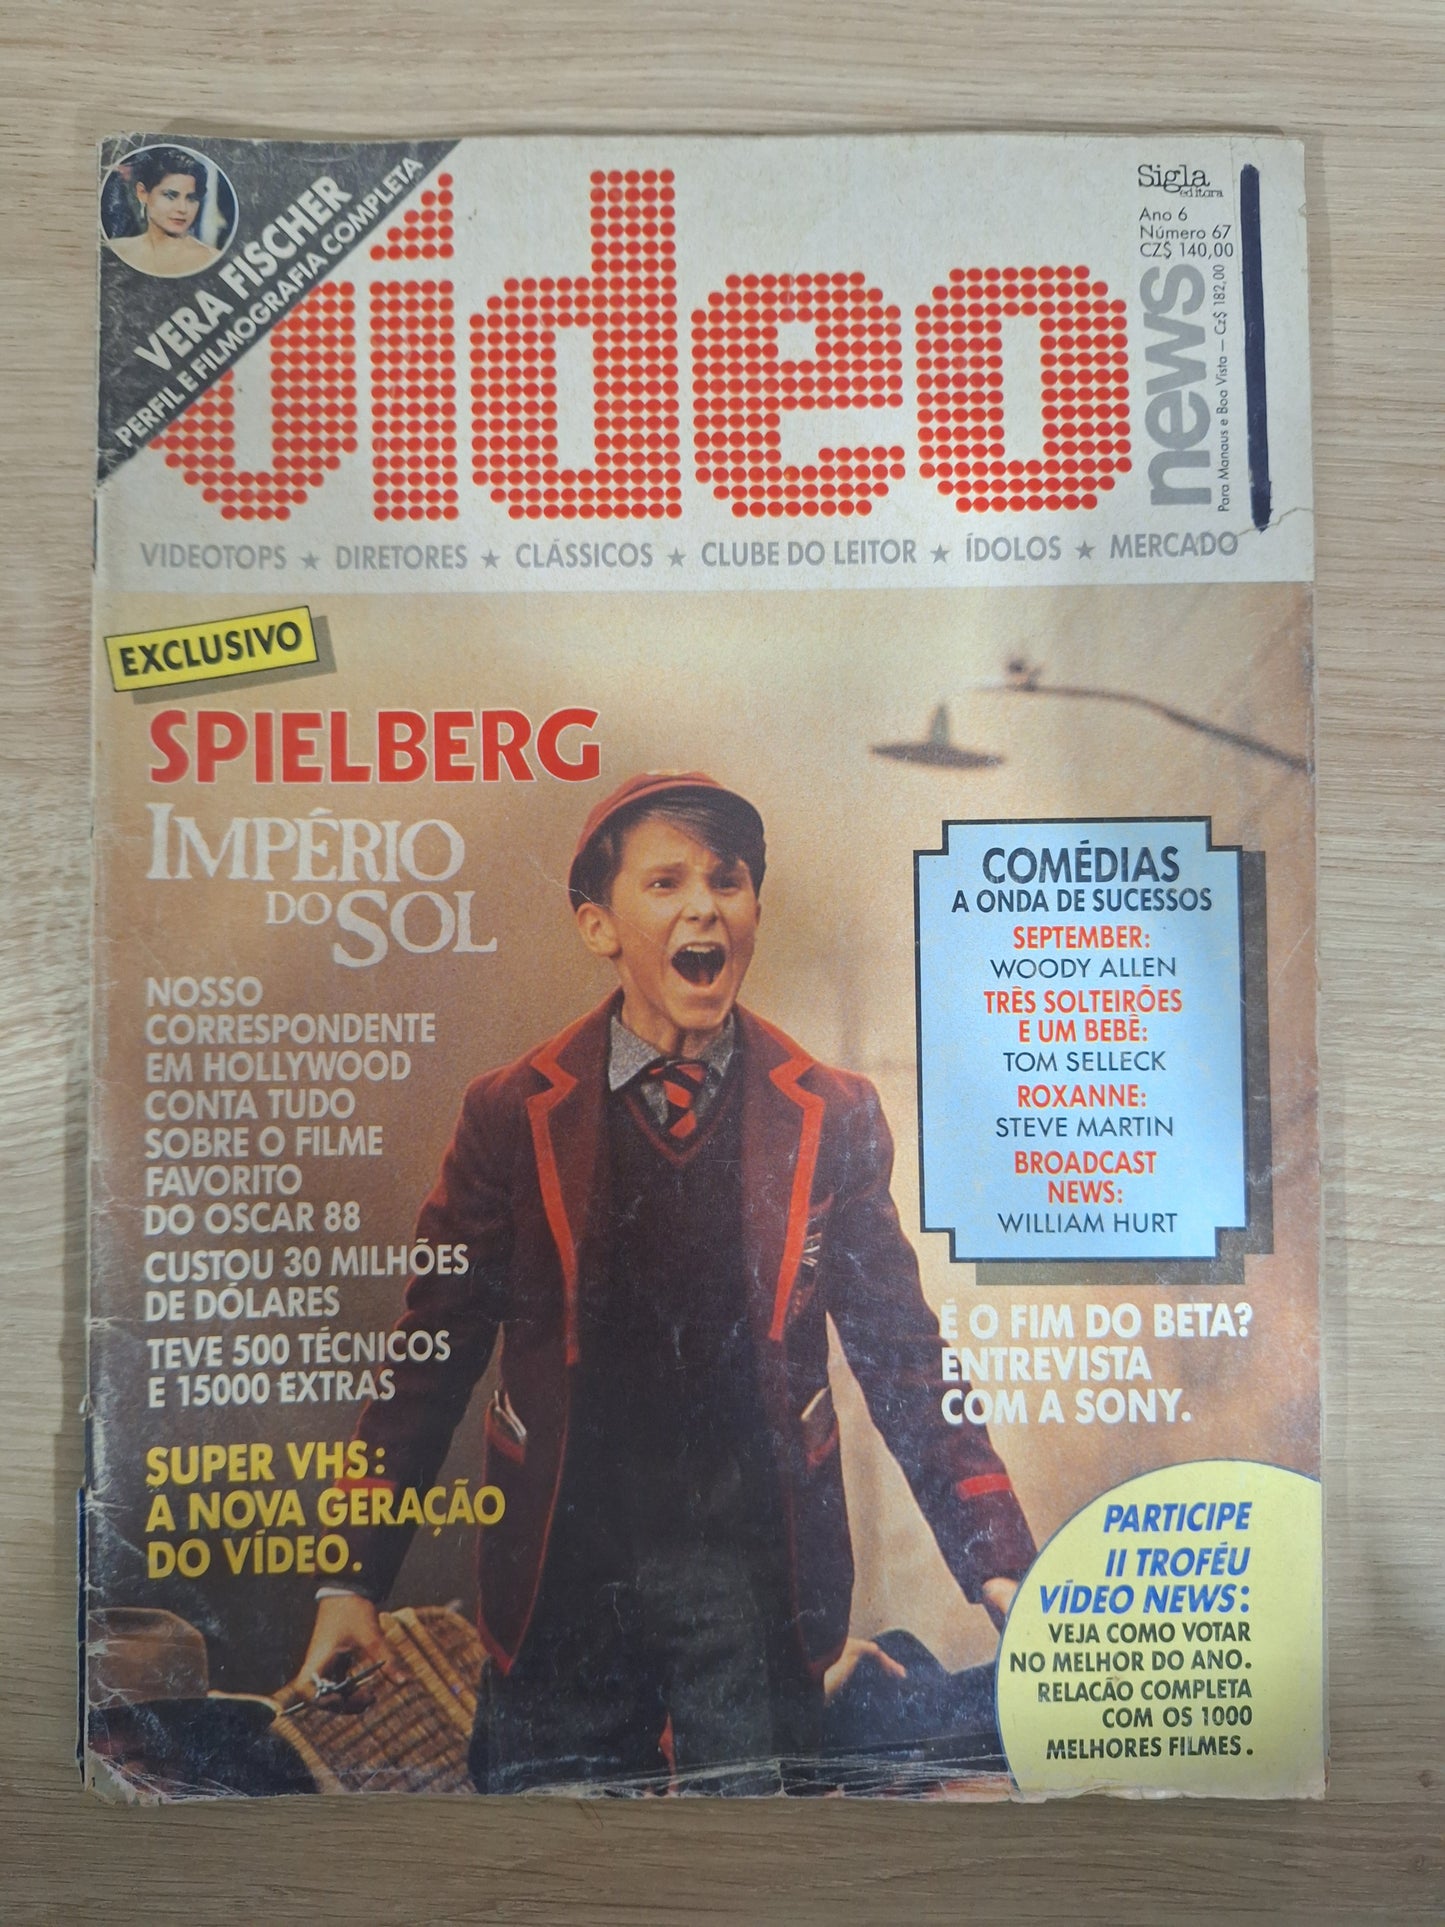 VERA FISCHER
PERFIL E FILMOGRAFIA COMPLETA
vídeo
news
Sigla
editora
Ano 6
Número 67
CZ$ 140,00
Para Manaus e Boa Vista — Cz$ 182,00
VIDEOTOPS ★ DIRETORES ★ CLÁSSICOS ★ CLUBE DO LEITOR ★ ÍDOLOS ★ MERCADO
EXCLUSIVO
SPIELBERG
IMPÉRIO
DO SOL
NOSSO
CORRESPONDENTE
EM HOLLYWOOD
CONTA TUDO
SOBRE O FILME
FAVORITO
DO OSCAR 88
CUSTOU 30 MILHÕES
DE DÓLARES
TEVE 500 TÉCNICOS
E 15000 EXTRAS
SUPER VHS:
A NOVA GERAÇÃO
DO VÍDEO.
COMÉDIAS
A ONDA DE SUCESSOS
SEPTEMBER:
WOODY ALLEN
TRÊS SOLTEIRÕES
E UM BEBÊ:
TOM SELLECK
ROXANNE:
STEVE MARTIN
BROADCAST
NEWS:
WILLIAM HURT
É O FIM DO BETA?
ENTREVISTA
COM A SONY.
PARTICIPE
II TROFÉU
VÍDEO NEWS:
VEJA COMO VOTAR
NO MELHOR DO ANO.
RELACÃO COMPLETA
COM OS 1000
MELHORES FILMES.
1